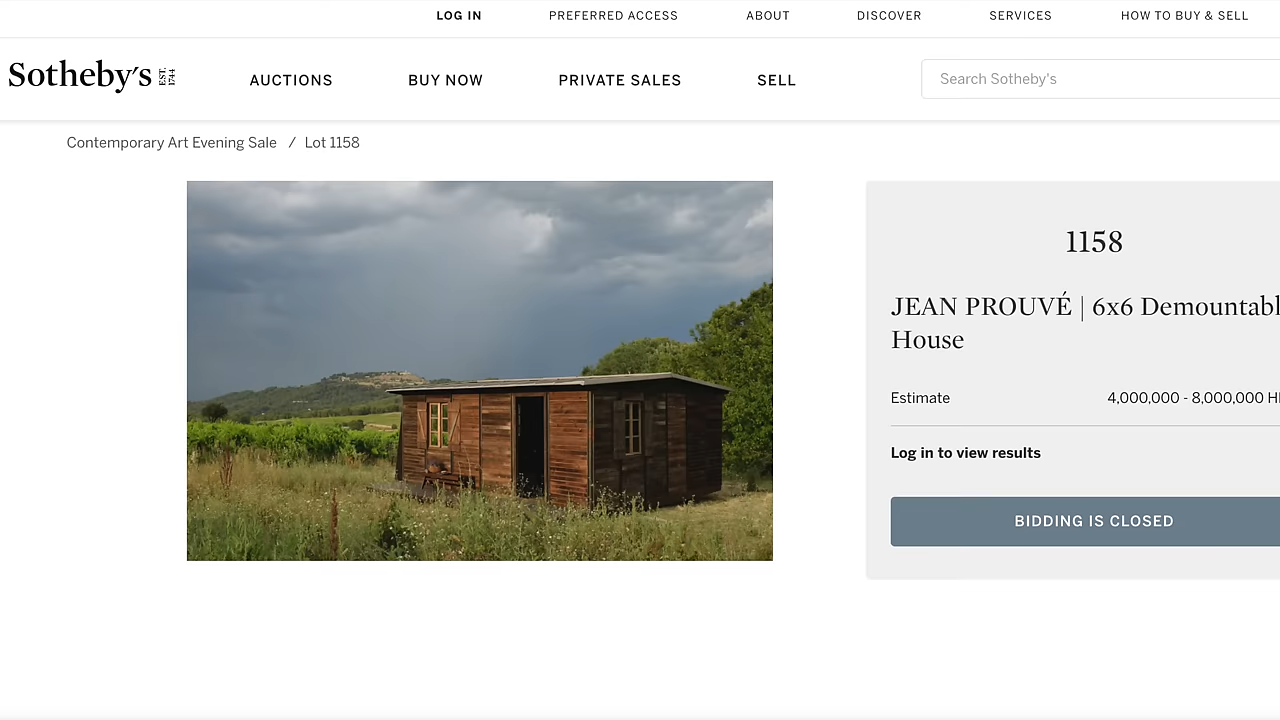 LOG IN PREFERRED ACCESS ABOUT DISCOVER SERVICES HOW TO BUY & SELL
Sotheby's EST. 1744 AUCTIONS BUY NOW PRIVATE SALES SELL Search Sotheby's
Contemporary Art Evening Sale / Lot 1158
1158
JEAN PROUVÉ | 6x6 Demountabl
House
Estimate 4,000,000 - 8,000,000 H
Log in to view results
BIDDING IS CLOSED